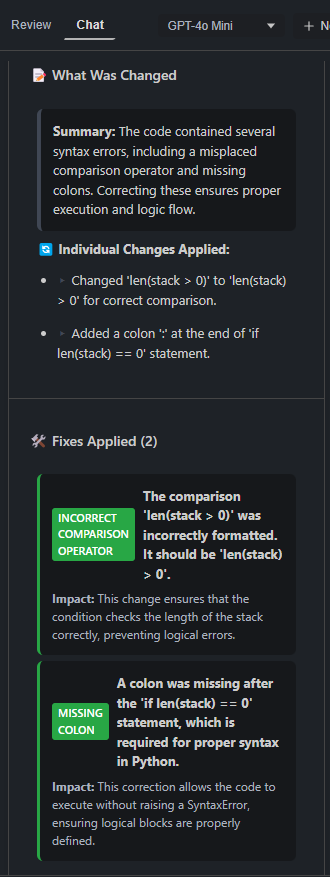 Review Chat GPT-4o Mini + N
What Was Changed
Summary: The code contained several
syntax errors, including a misplaced
comparison operator and missing
colons. Correcting these ensures proper
execution and logic flow.
Individual Changes Applied:
Changed 'len(stack > 0)' to 'len(stack)
> 0' for correct comparison.
Added a colon ':' at the end of 'if
len(stack) == 0' statement.
Fixes Applied (2)
INCORRECT
COMPARISON
OPERATOR
The comparison
'len(stack > 0)' was
incorrectly formatted.
It should be 'len(stack)
> 0'.
Impact: This change ensures that the
condition checks the length of the stack
correctly, preventing logical errors.
MISSING
COLON
A colon was missing after
the 'if len(stack) == 0'
statement, which is
required for proper syntax
in Python.
Impact: This correction allows the code to
execute without raising a SyntaxError,
ensuring logical blocks are properly
defined.